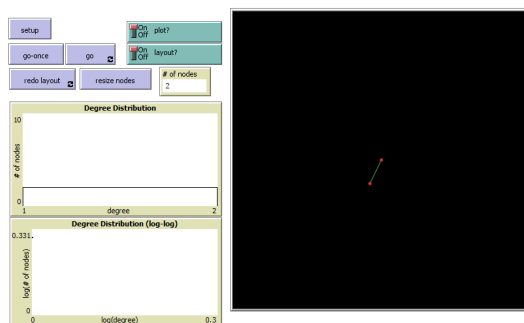 setup
On
Off
plot?
go-once
go
On
Off
layout?
redo layout
resize nodes
# of nodes
2
Degree Distribution
10
# of nodes
0
1
degree
2
Degree Distribution (log-log)
0.331.
log(# of nodes)
0
0
log(degree)
0.3